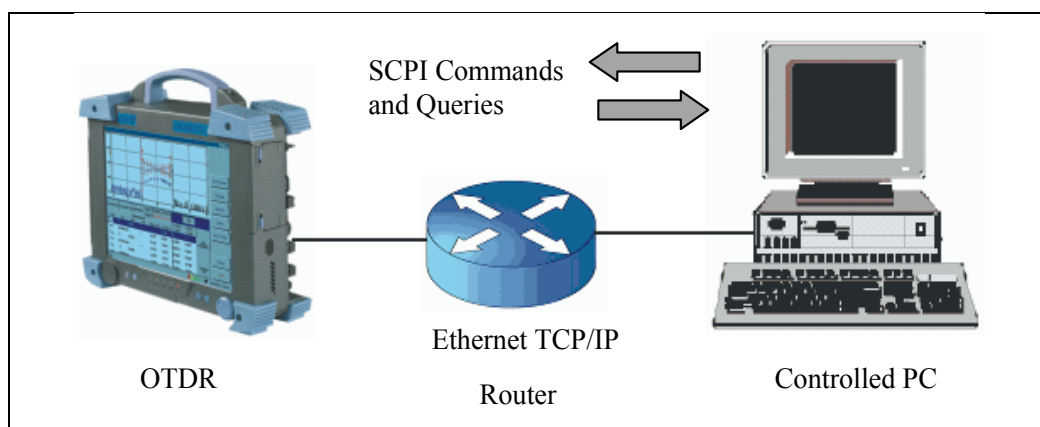 SCPI Commands
and Queries
Ethernet TCP/IP
OTDR
Router
Controlled PC